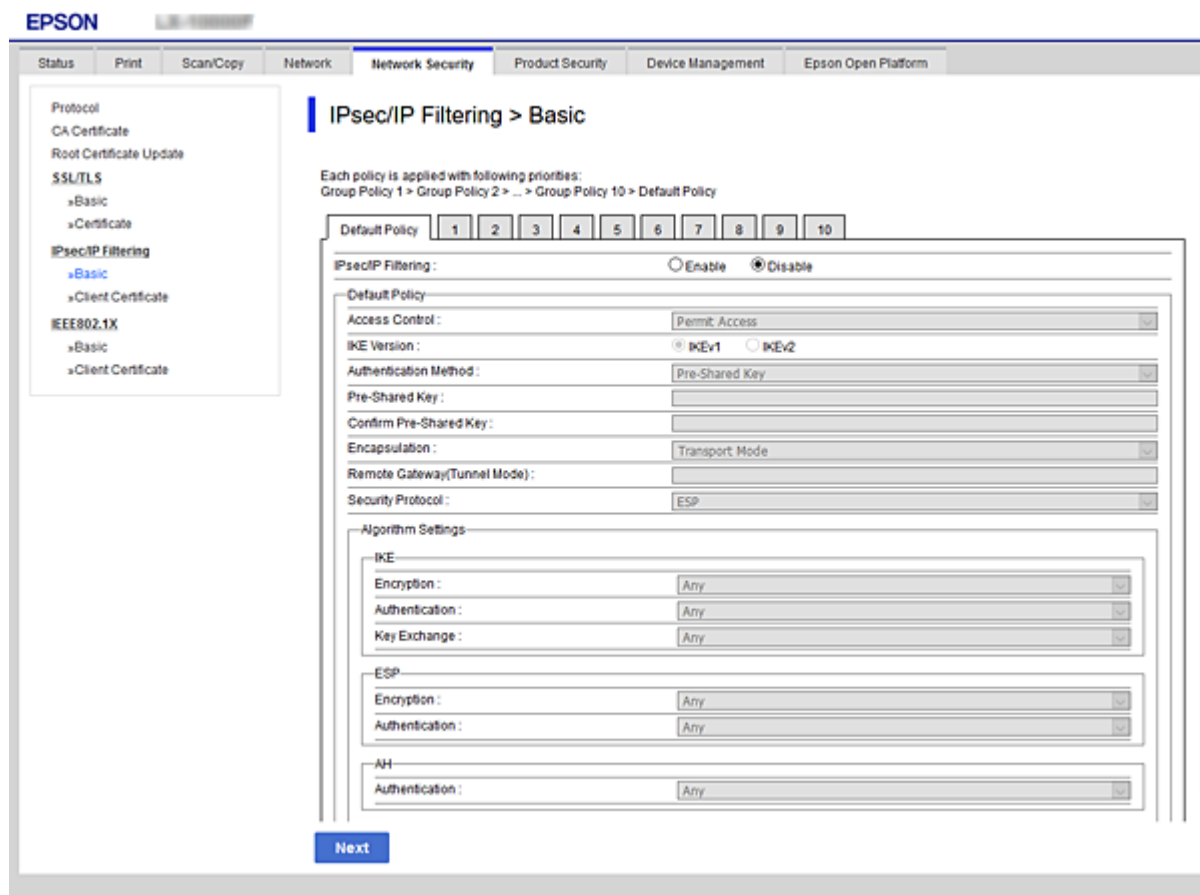 EPSON
Status Print Scan/Copy Network Network Security Product Security Device Management Epson Open Platform
Protocol
CA Certificate
Root Certificate Update
SSL/TLS
»Basic
»Certificate
IPsec/IP Filtering
»Basic
»Client Certificate
IEEE802.1X
»Basic
»Client Certificate
IPsec/IP Filtering > Basic
Each policy is applied with following priorities:
Group Policy 1 > Group Policy 2 > ... > Group Policy 10 > Default Policy
Default Policy 1 2 3 4 5 6 7 8 9 10
IPsec/IP Filtering : Enable Disable
Default Policy
Access Control : Permit Access
IKE Version : IKEv1 IKEv2
Authentication Method : Pre-Shared Key
Pre-Shared Key :
Confirm Pre-Shared Key :
Encapsulation : Transport Mode
Remote Gateway(Tunnel Mode) :
Security Protocol : ESP
Algorithm Settings
IKE
Encryption : Any
Authentication : Any
Key Exchange : Any
ESP
Encryption : Any
Authentication : Any
AH
Authentication : Any
Next